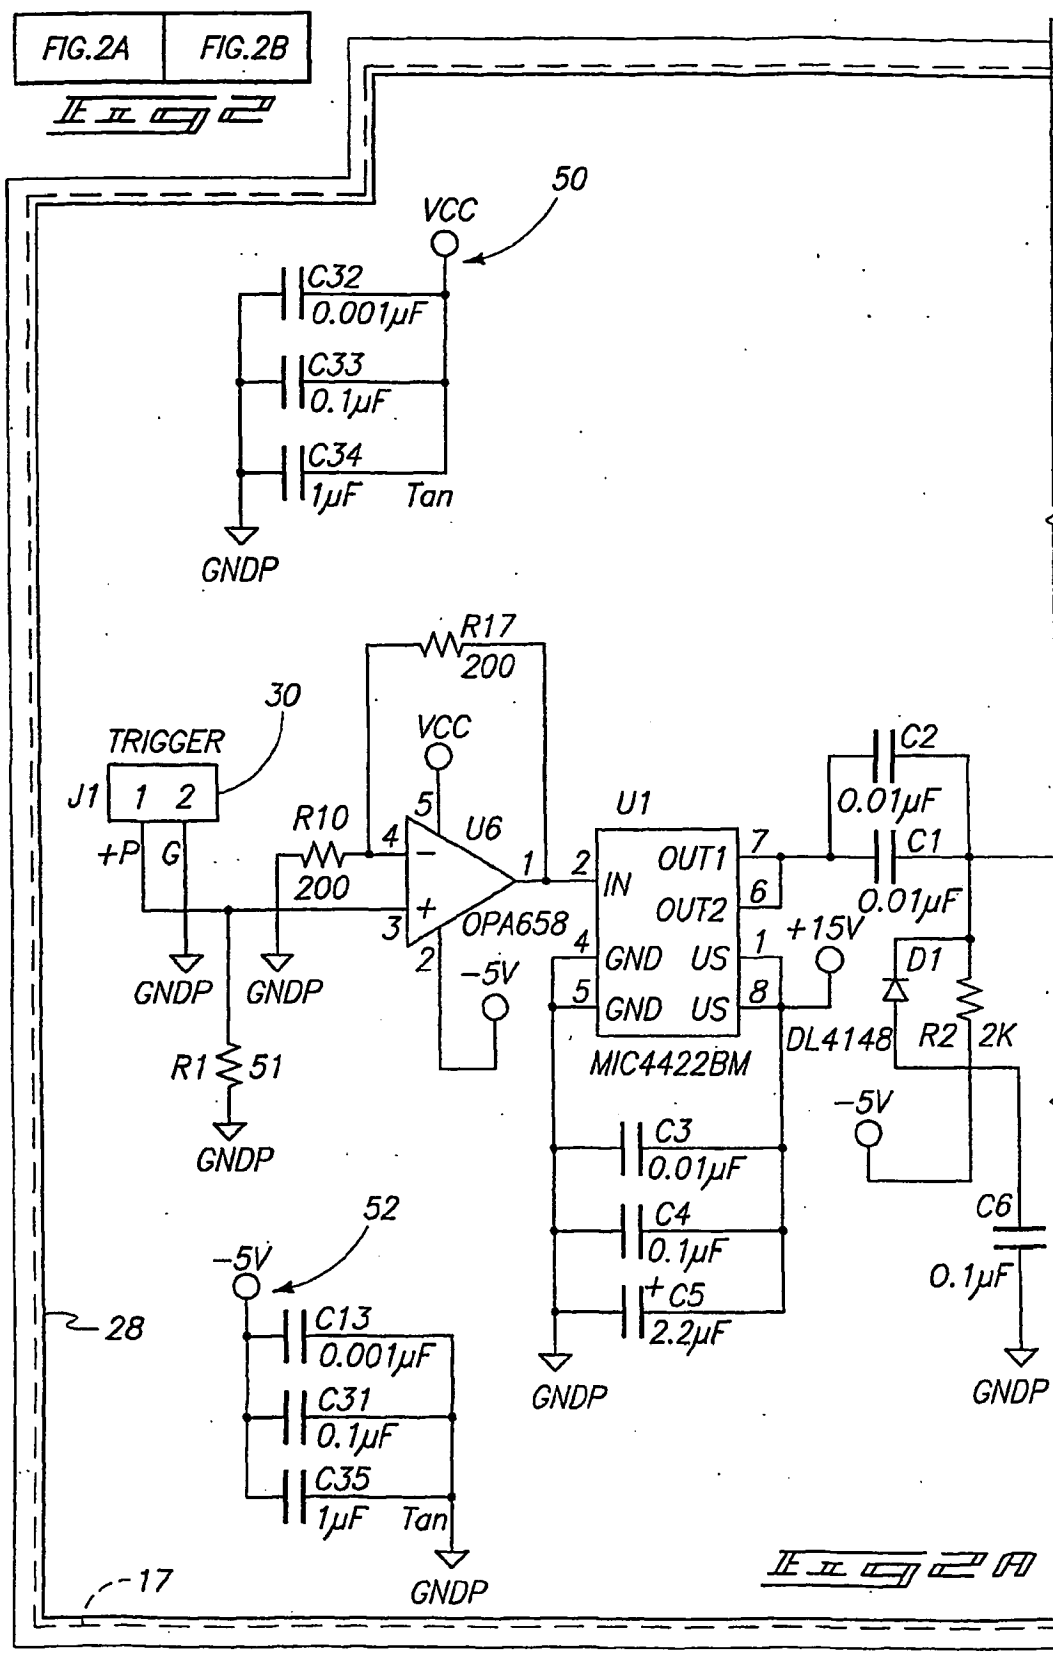 FIG.2A FIG.2B
Fig 2
50
VCC
C32
0.001µF
C33
0.1µF
C34
1µF Tan
GNDP
R17
200
30
TRIGGER
VCC
J1 1 2
+P G
R10
200
5
4
−
U6
1
3
+
2
OPA658
−5V
GNDP GNDP
R1 51
GNDP
U1
2 IN
OUT1 7
OUT2 6
4 GND US 1
5 GND US 8
MIC4422BM
C2
0.01µF
C1
0.01µF
+15V
D1
DL4148
R2 2K
−5V
C3
0.01µF
C4
0.1µF
+ C5
2.2µF
GNDP
C6
0.1µF
GNDP
52
−5V
C13
0.001µF
C31
0.1µF
C35
1µF Tan
GNDP
28
17
Fig 2A